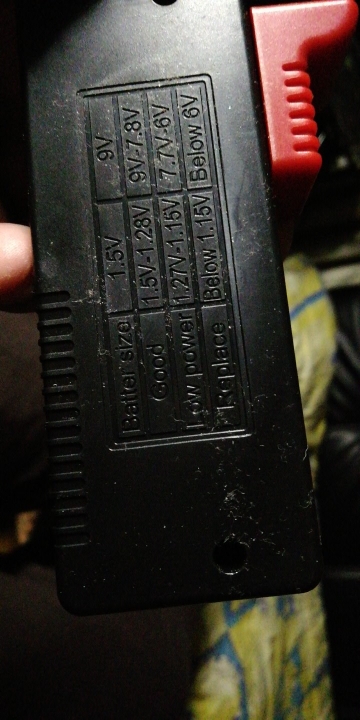 Batter size 1.5V 9V
Good 1.5V-1.28V 9V-7.8V
Low power 1.27V-1.15V 7.7V-6V
Replace Below 1.15V Below 6V